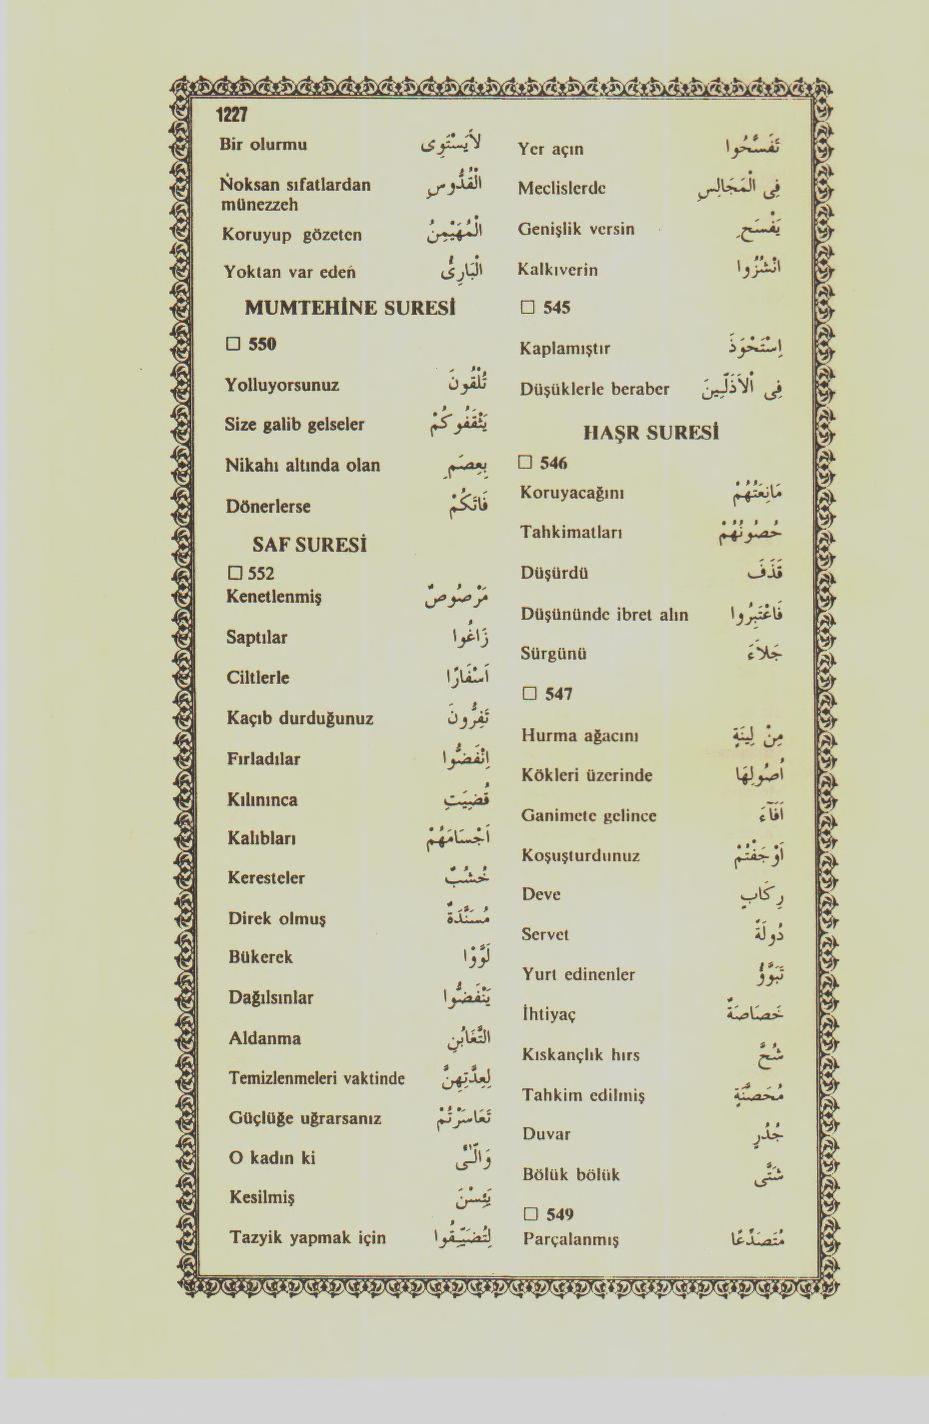 1227
Yer açın تَفَسَّحُوا
Meclislerde فِى الْمَجَالِسِ
Genişlik versin يَفْسَحِ
Kalkıverin انْشُزُوا
□ 545
Kaplamıştır اِسْتَحْوَذَ
Düşüklerle beraber فِى الْاَذَلِّينَ
HAŞR SURESİ
□ 546
Koruyacağını مَانِعَتُهُمْ
Tahkimatları حُصُونُهُمْ
Düşürdü قَذَفَ
Düşününde ibret alın فَاعْتَبِرُوا
Sürgünü جَلَاءَ
□ 547
Hurma ağacını مِنْ لِينَةٍ
Kökleri üzerinde اُصُولِهَا
Ganimete gelince اَفَآءَ
Koşuşturdunuz اَوْجَفْتُمْ
Deve رِكَابٍ
Servet دُولَةً
Yurt edinenler تَبَوَّؤُ
İhtiyaç خَصَاصَةٌ
Kıskançlık hırs شُحَّ
Tahkim edilmiş مُحَصَّنَةٍ
Duvar جُدُرٍ
Bölük bölük شَتَّى
□ 549
Parçalanmış مُتَصَدِّعًا
Bir olurmu لَايَسْتَوِى
Noksan sıfatlardan الْقُدُّوسُ
münezzeh
Koruyup gözeten الْمُهَيْمِنُ
Yoktan var eden الْبَارِئُ
MUMTEHİNE SURESİ
□ 550
Yolluyorsunuz تُلْقُونَ
Size galib gelseler يَثْقَفُوكُمْ
Nikahı altında olan بِعِصَمِ
Dönerlerse فَاتَكُمْ
SAF SURESİ
□ 552
Kenetlenmiş مَرْصُوصٌ
Saptılar زَاغُوا
Ciltlerle اَسْفَارًا
Kaçıb durduğunuz تَفِرُّونَ
Fırladılar اِنْفَضُّوا
Kılınınca قُضِيَتِ
Kalıbları اَجْسَامُهُمْ
Keresteler خُشُبٌ
Direk olmuş مُسَنَّدَةٌ
Bükerek لَوَّوْا
Dağılsınlar يَنْفَضُّوا
Aldanma التَّغَابُنِ
Temizlenmeleri vaktinde لِعِدَّتِهِنَّ
Güçlüğe uğrarsanız تَعَاسَرْتُمْ
O kadın ki وَالّٰٓئِى
Kesilmiş يَئِسْنَ
Tazyik yapmak için لِتُضَيِّقُوا